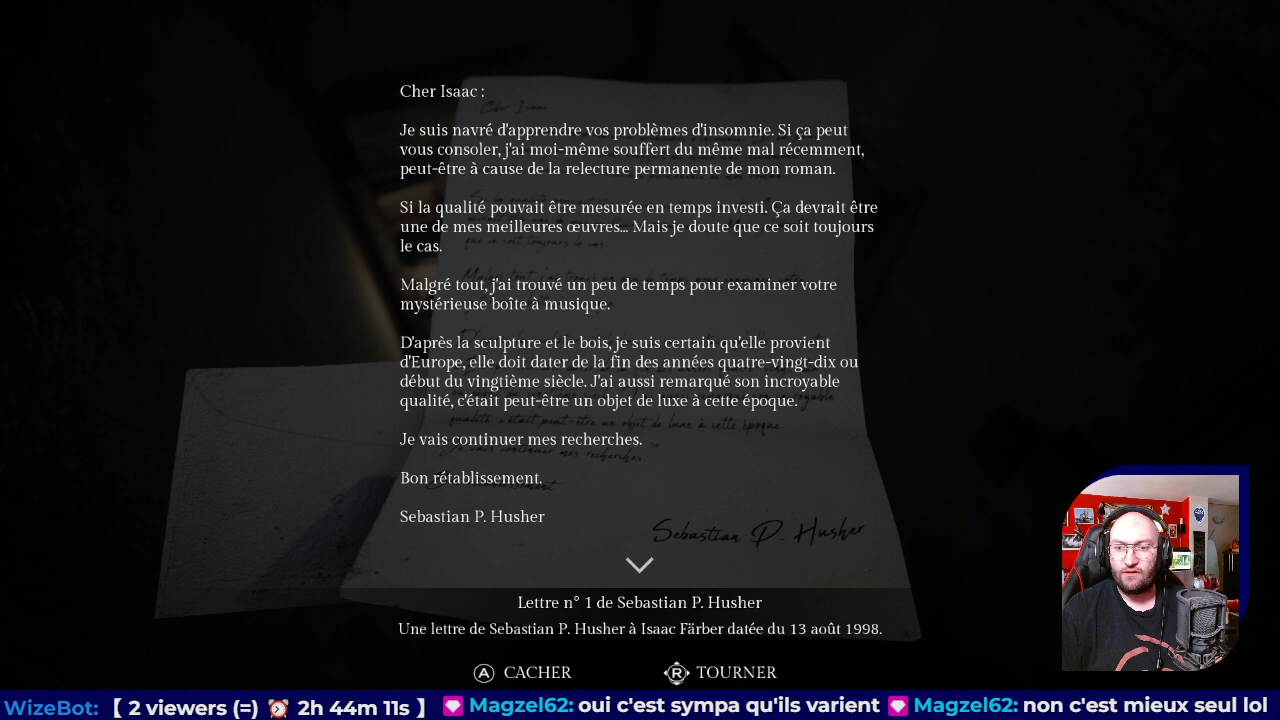 Cher Isaac :
Je suis navré d'apprendre vos problèmes d'insomnie. Si ça peut
vous consoler, j'ai moi-même souffert du même mal récemment,
peut-être à cause de la relecture permanente de mon roman.
Si la qualité pouvait être mesurée en temps investi. Ça devrait être
une de mes meilleures œuvres... Mais je doute que ce soit toujours
le cas.
Malgré tout, j'ai trouvé un peu de temps pour examiner votre
mystérieuse boîte à musique.
D'après la sculpture et le bois, je suis certain qu'elle provient
d'Europe, elle doit dater de la fin des années quatre-vingt-dix ou
début du vingtième siècle. J'ai aussi remarqué son incroyable
qualité, c'était peut-être un objet de luxe à cette époque.
Je vais continuer mes recherches.
Bon rétablissement.
Sebastian P. Husher
Sebastian P. Husher
Lettre n° 1 de Sebastian P. Husher
Une lettre de Sebastian P. Husher à Isaac Färber datée du 13 août 1998.
A CACHER R TOURNER
WizeBot: 【 2 viewers (=) ⏰ 2h 44m 11s 】 Magzel62: oui c'est sympa qu'ils varient Magzel62: non c'est mieux seul lol